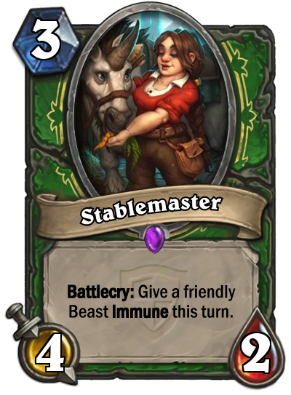 3
Stablemaster
Battlecry: Give a friendly
Beast Immune this turn.
4
2